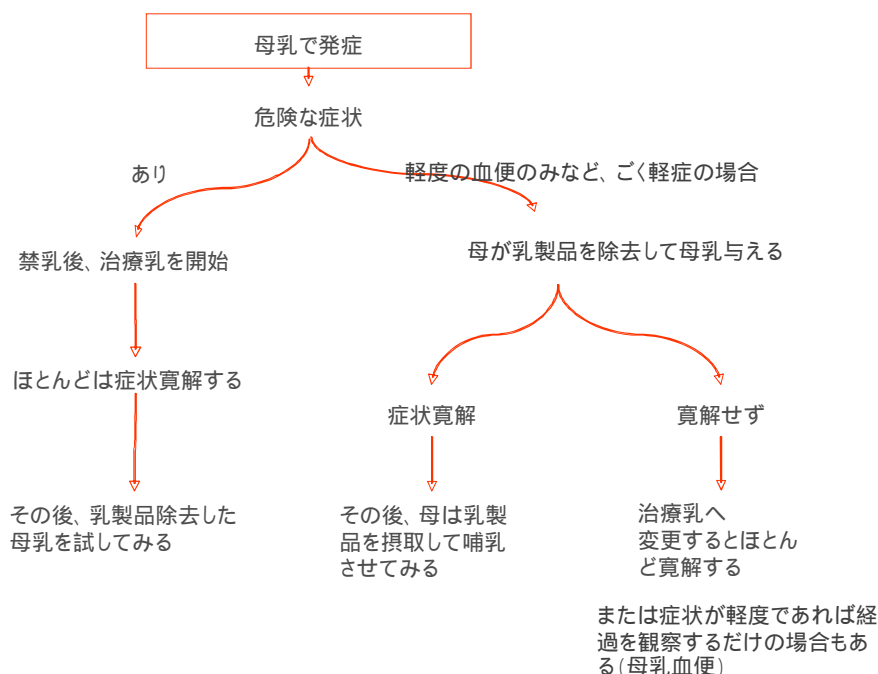 母乳で発症
危険な症状
あり
軽度の血便のみなど、ごく軽症の場合
禁乳後、治療乳を開始
母が乳製品を除去して母乳与える
ほとんどは症状寛解する
症状寛解
寛解せず
その後、乳製品除去した
母乳を試してみる
その後、母は乳製
品を摂取して哺乳
させてみる
治療乳へ
変更するとほとん
ど寛解する
または症状が軽度であれば経
過を観察するだけの場合もあ
る(母乳血便)